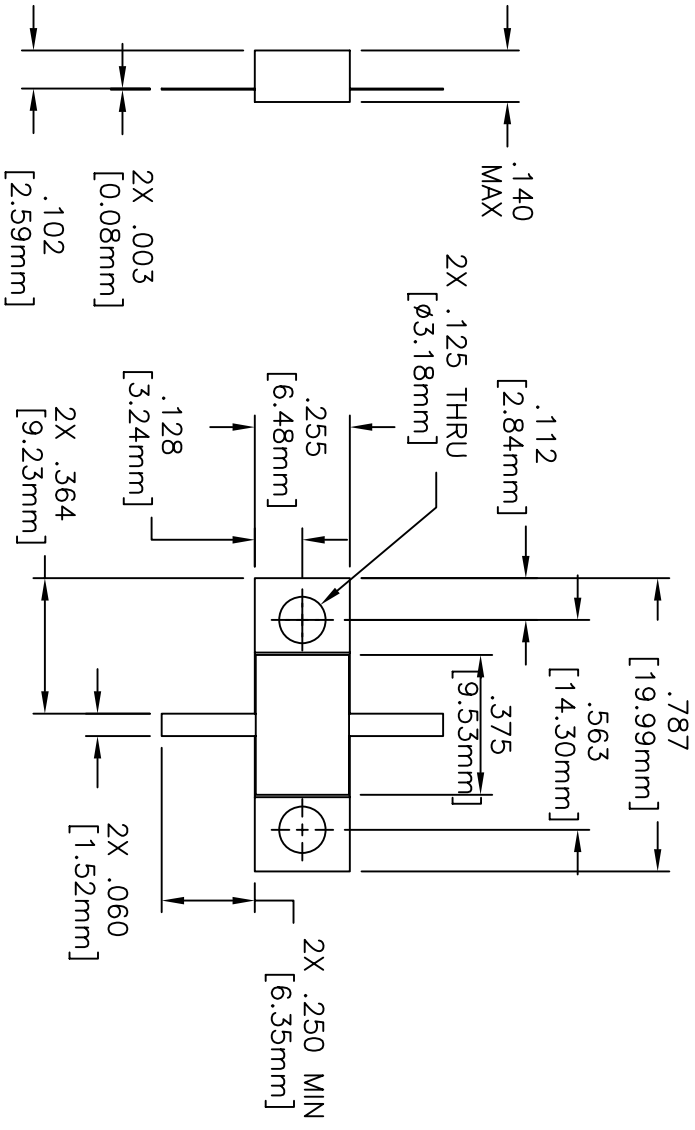 .787
[19.99mm]
.563
[14.30mm]
.375
[9.53mm]
.112
[2.84mm]
2X .125 THRU
[ø3.18mm]
.255
[6.48mm]
.128
[3.24mm]
2X .364
[9.23mm]
2X .250 MIN
[6.35mm]
2X .060
[1.52mm]
.140
MAX
2X .003
[0.08mm]
.102
[2.59mm]